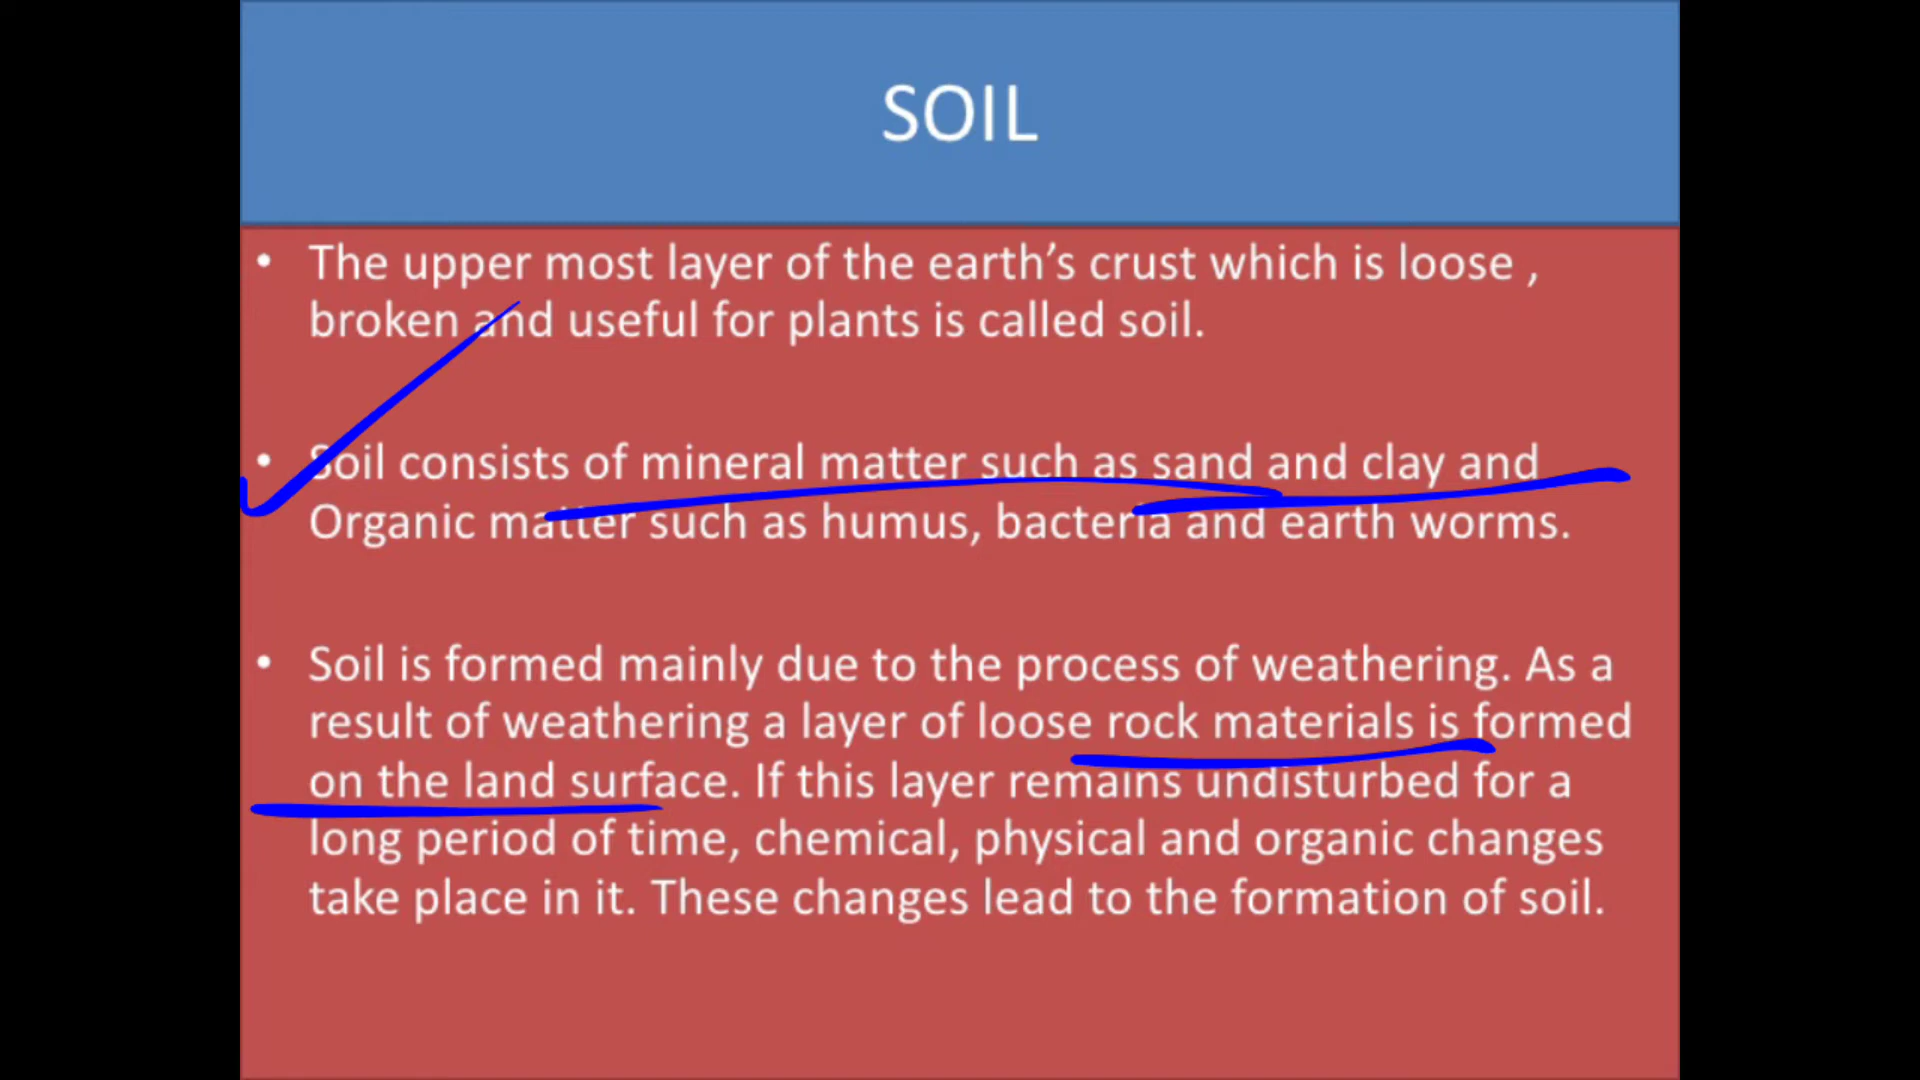 SOIL
• The upper most layer of the earth’s crust which is loose ,
broken and useful for plants is called soil.
• Soil consists of mineral matter such as sand and clay and
Organic matter such as humus, bacteria and earth worms.
• Soil is formed mainly due to the process of weathering. As a
result of weathering a layer of loose rock materials is formed
on the land surface. If this layer remains undisturbed for a
long period of time, chemical, physical and organic changes
take place in it. These changes lead to the formation of soil.